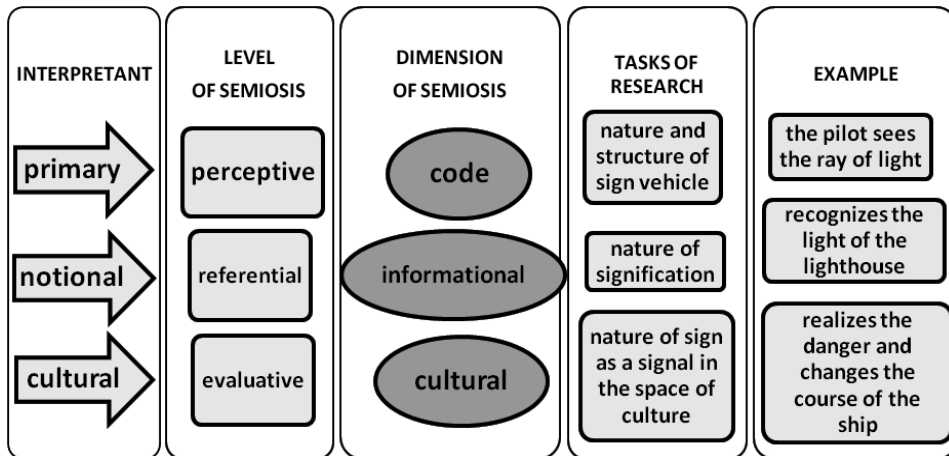 INTERPRETANT
primary
notional
cultural
LEVEL
OF SEMIOSIS
perceptive
referential
evaluative
DIMENSION
OF SEMIOSIS
code
informational
cultural
TASKS OF
RESEARCH
nature and
structure of
sign vehicle
nature of
signification
nature of sign
as a signal in
the space of
culture
EXAMPLE
the pilot sees
the ray of light
recognizes the
light of the
lighthouse
realizes the
danger and
changes the
course of the
ship